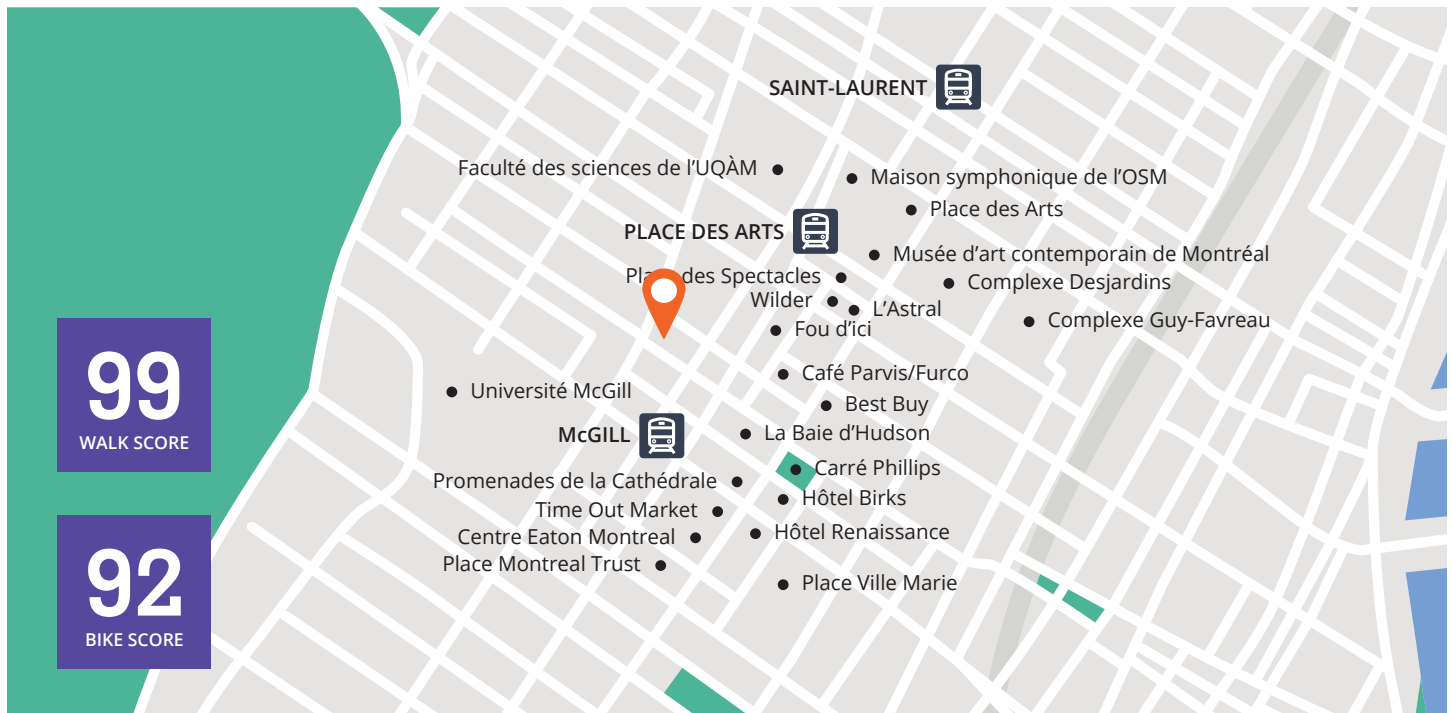 SAINT-LAURENT
Faculté des sciences de l’UQÀM
Maison symphonique de l’OSM
Place des Arts
PLACE DES ARTS
Musée d’art contemporain de Montréal
Pla des Spectacles
Complexe Desjardins
Wilder
L’Astral
Fou d’ici
Complexe Guy-Favreau
99
WALK SCORE
Café Parvis/Furco
Université McGill
Best Buy
McGILL
La Baie d’Hudson
Carré Phillips
Promenades de la Cathédrale
Hôtel Birks
Time Out Market
Hôtel Renaissance
Centre Eaton Montreal
Place Montreal Trust
Place Ville Marie
92
BIKE SCORE